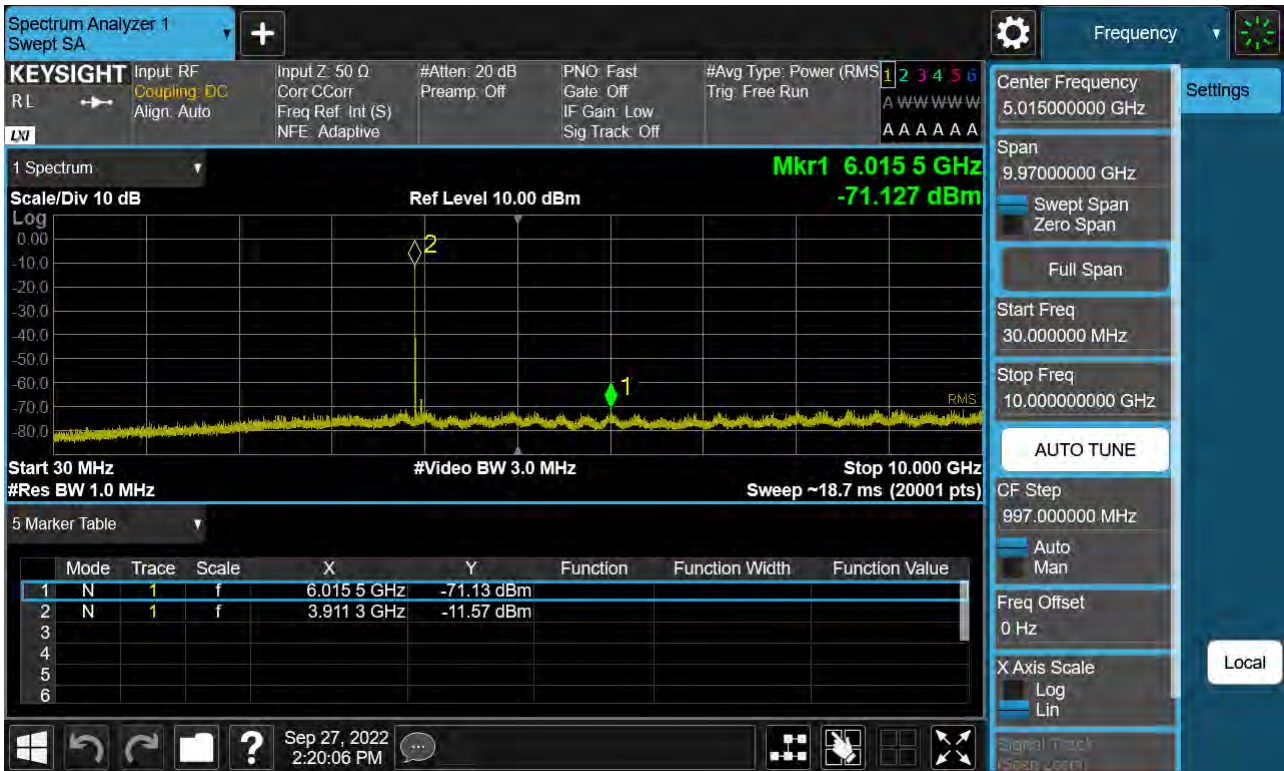 Spectrum Analyzer 1
Swept SA
Frequency
KEYSIGHT
RL
LXI
Input: RF
Coupling: DC
Align: Auto
Input Z: 50 Ω
Corr CCorr
Freq Ref: Int (S)
NFE: Adaptive
#Atten: 20 dB
Preamp: Off
PNO: Fast
Gate: Off
IF Gain: Low
Sig Track: Off
#Avg Type: Power (RMS
Trig: Free Run
1 2 3 4 5 6
A W W W W W
A A A A A A
1 Spectrum
Mkr1 6.015 5 GHz
-71.127 dBm
Scale/Div 10 dB
Ref Level 10.00 dBm
Log
0.00
-10.0
-20.0
-30.0
-40.0
-50.0
-60.0
-70.0
-80.0
2
1
RMS
Start 30 MHz
#Video BW 3.0 MHz
Stop 10.000 GHz
#Res BW 1.0 MHz
Sweep ~18.7 ms (20001 pts)
5 Marker Table
Mode Trace Scale X Y Function Function Width Function Value
1 N 1 f 6.015 5 GHz -71.13 dBm
2 N 1 f 3.911 3 GHz -11.57 dBm
3
4
5
6
Sep 27, 2022
2:20:06 PM
?
Center Frequency
5.015000000 GHz
Settings
Span
9.97000000 GHz
Swept Span
Zero Span
Full Span
Start Freq
30.000000 MHz
Stop Freq
10.000000000 GHz
AUTO TUNE
CF Step
997.000000 MHz
Auto
Man
Freq Offset
0 Hz
X Axis Scale
Log
Lin
Local
Signal Track
(Span Zoom)